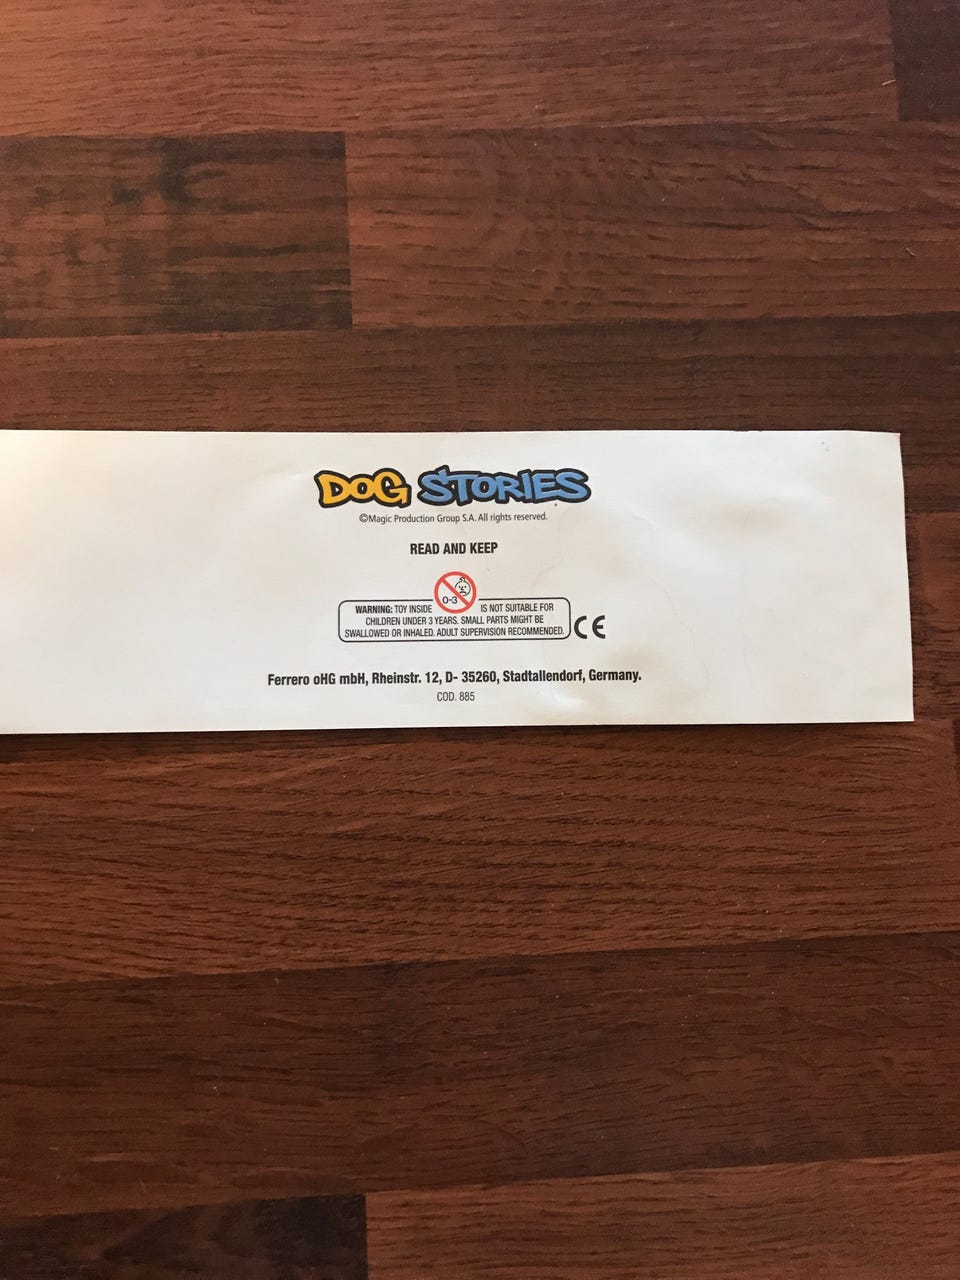 DOG STORIES
©Magic Production Group S.A. All rights reserved.
READ AND KEEP
0-3
WARNING: TOY INSIDE IS NOT SUITABLE FOR
CHILDREN UNDER 3 YEARS. SMALL PARTS MIGHT BE
SWALLOWED OR INHALED. ADULT SUPERVISION RECOMMENDED.
CE
Ferrero oHG mbH, Rheinstr. 12, D- 35260, Stadtallendorf, Germany.
COD. 885